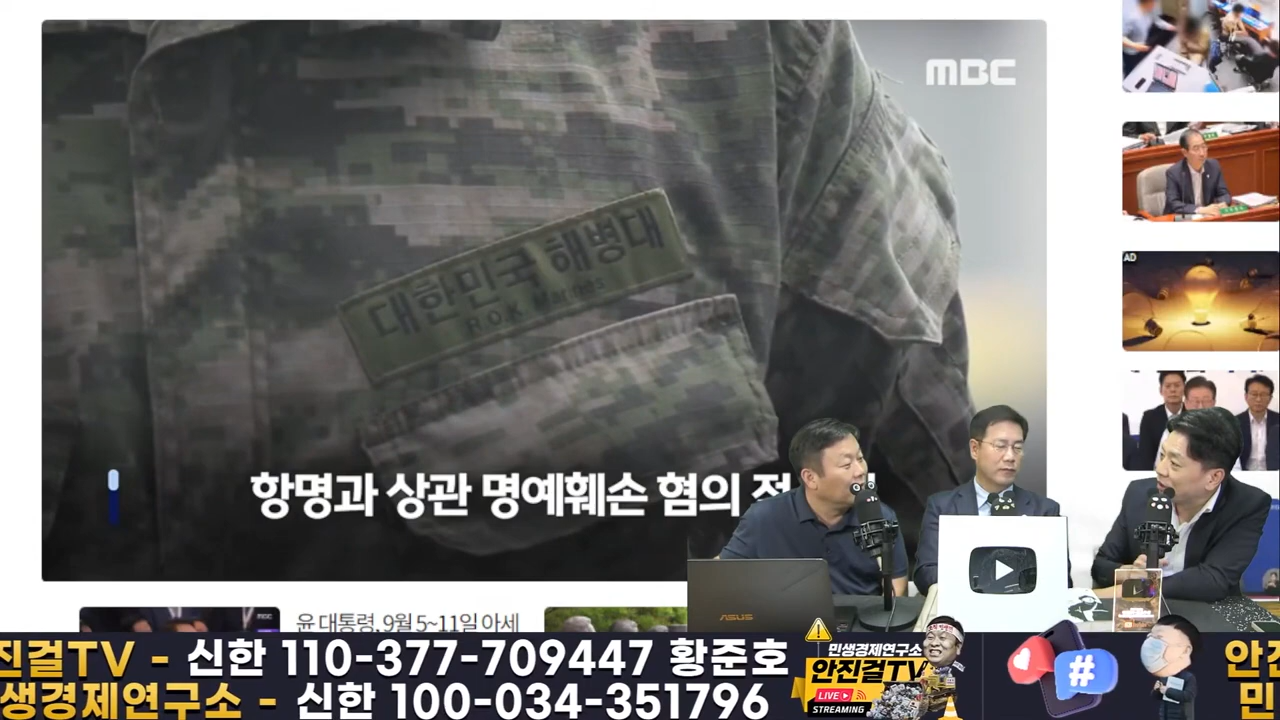 MBC
대한민국 해병대
ROK Marines
AD
항명과 상관 명예훼손 혐의
ASUS
윤 대통령, 9월 5~11일 아세
진걸TV - 신한 110-377-709447 황준호
생경제연구소 - 신한 100-034-351796
민생경제연구소
안진걸TV
LIVE
STREAMING
#
안진
민